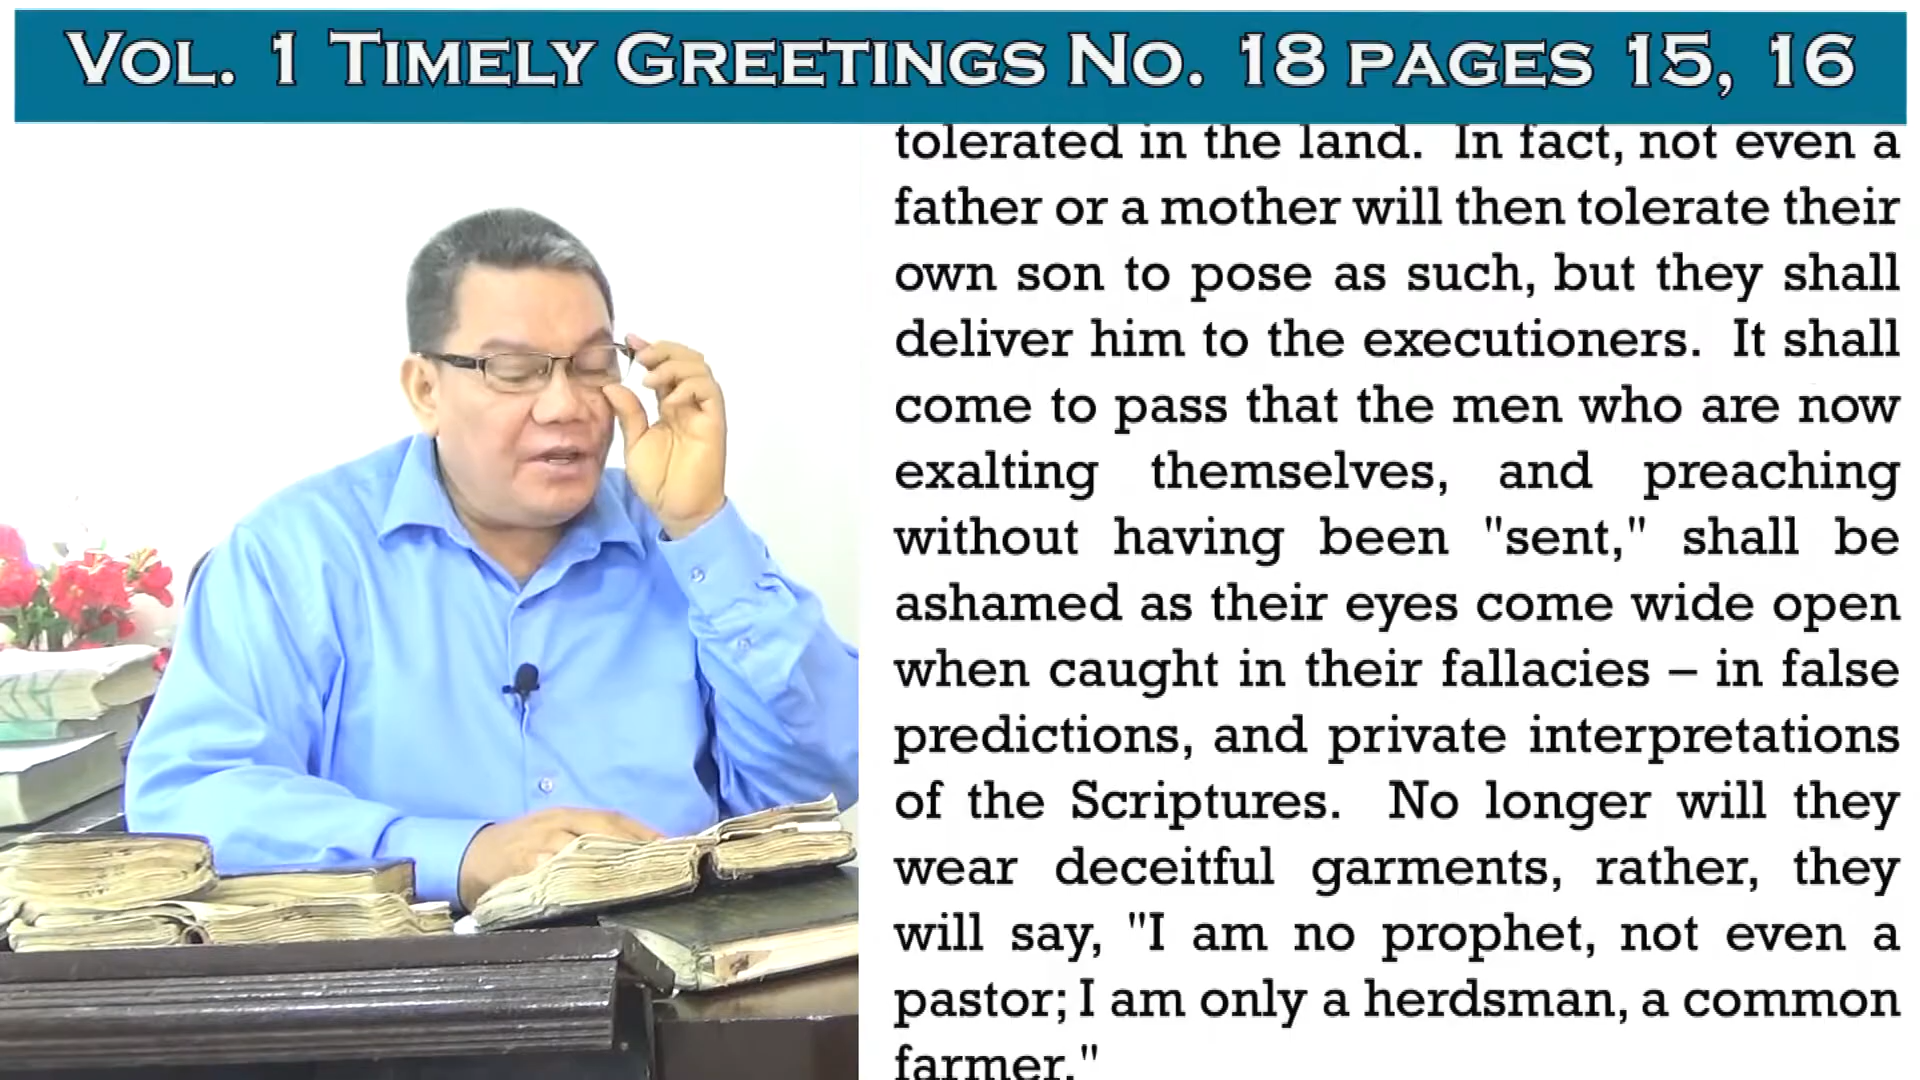 VOL. 1 TIMELY GREETINGS NO. 18 PAGES 15, 16
tolerated in the land. In fact, not even a
father or a mother will then tolerate their
own son to pose as such, but they shall
deliver him to the executioners. It shall
come to pass that the men who are now
exalting themselves, and preaching
without having been "sent," shall be
ashamed as their eyes come wide open
when caught in their fallacies – in false
predictions, and private interpretations
of the Scriptures. No longer will they
wear deceitful garments, rather, they
will say, "I am no prophet, not even a
pastor; I am only a herdsman, a common
farmer."